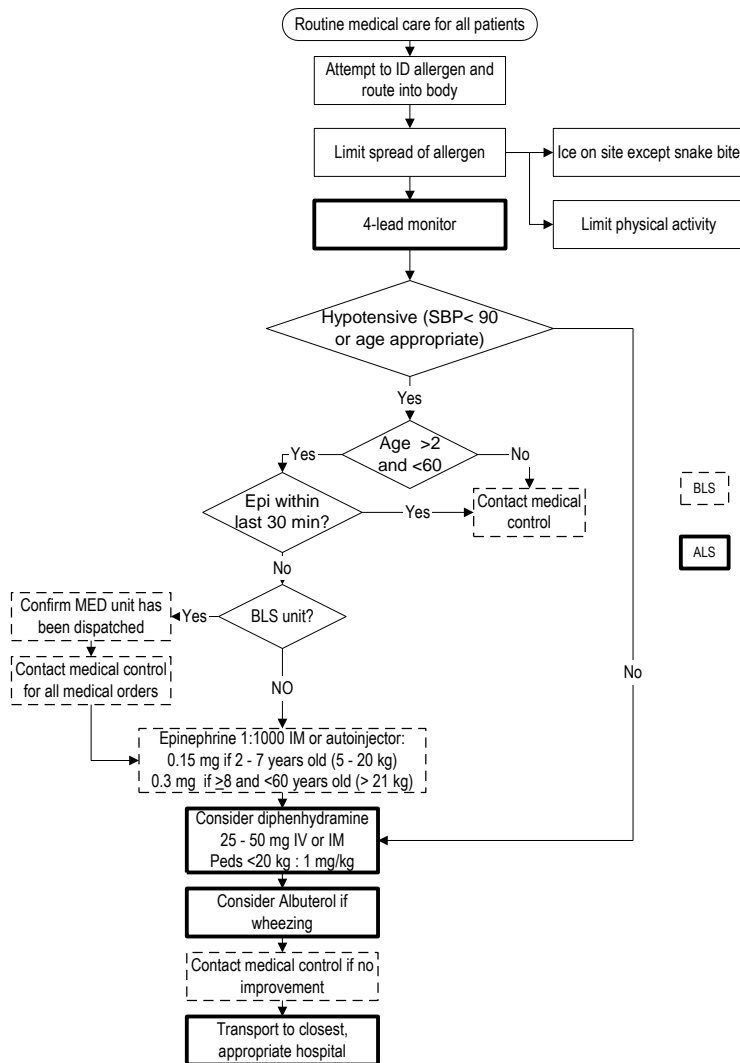 Routine medical care for all patients
Attempt to ID allergen and
route into body
Limit spread of allergen
Ice on site except snake bite
4-lead monitor
Limit physical activity
Hypotensive (SBP< 90
or age appropriate)
Yes
Age >2
and <60
Yes
No
Epi within
last 30 min?
Yes
Contact medical
control
BLS
ALS
No
BLS unit?
Yes
Confirm MED unit has
been dispatched
Contact medical control
for all medical orders
NO
No
Epinephrine 1:1000 IM or autoinjector:
0.15 mg if 2 - 7 years old (5 - 20 kg)
0.3 mg if ≥8 and <60 years old (> 21 kg)
Consider diphenhydramine
25 - 50 mg IV or IM
Peds <20 kg : 1 mg/kg
Consider Albuterol if
wheezing
Contact medical control if no
improvement
Transport to closest,
appropriate hospital